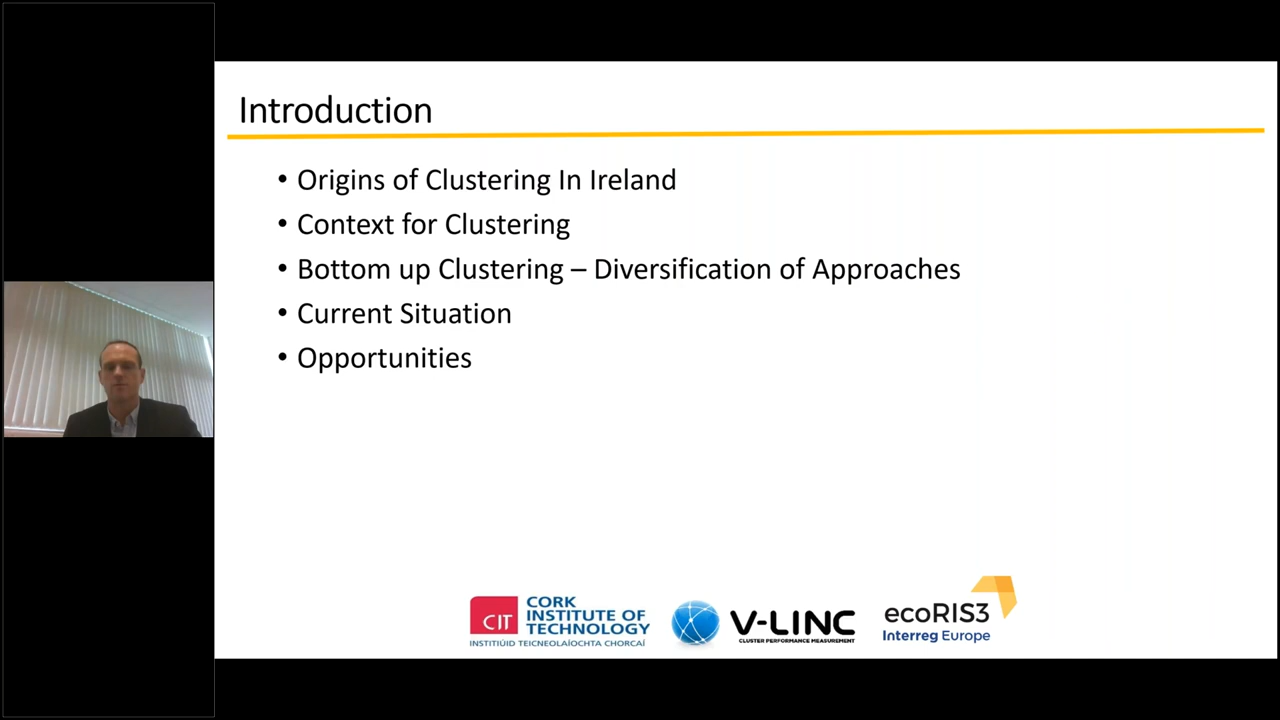 Introduction
• Origins of Clustering In Ireland
• Context for Clustering
• Bottom up Clustering – Diversification of Approaches
• Current Situation
• Opportunities
CIT
CORK
INSTITUTE OF
TECHNOLOGY
INSTITIÚID TEICNEOLAÍOCHTA CHORCAÍ
V-LINC
CLUSTER PERFORMANCE MEASUREMENT
ecoRIS3
Interreg Europe